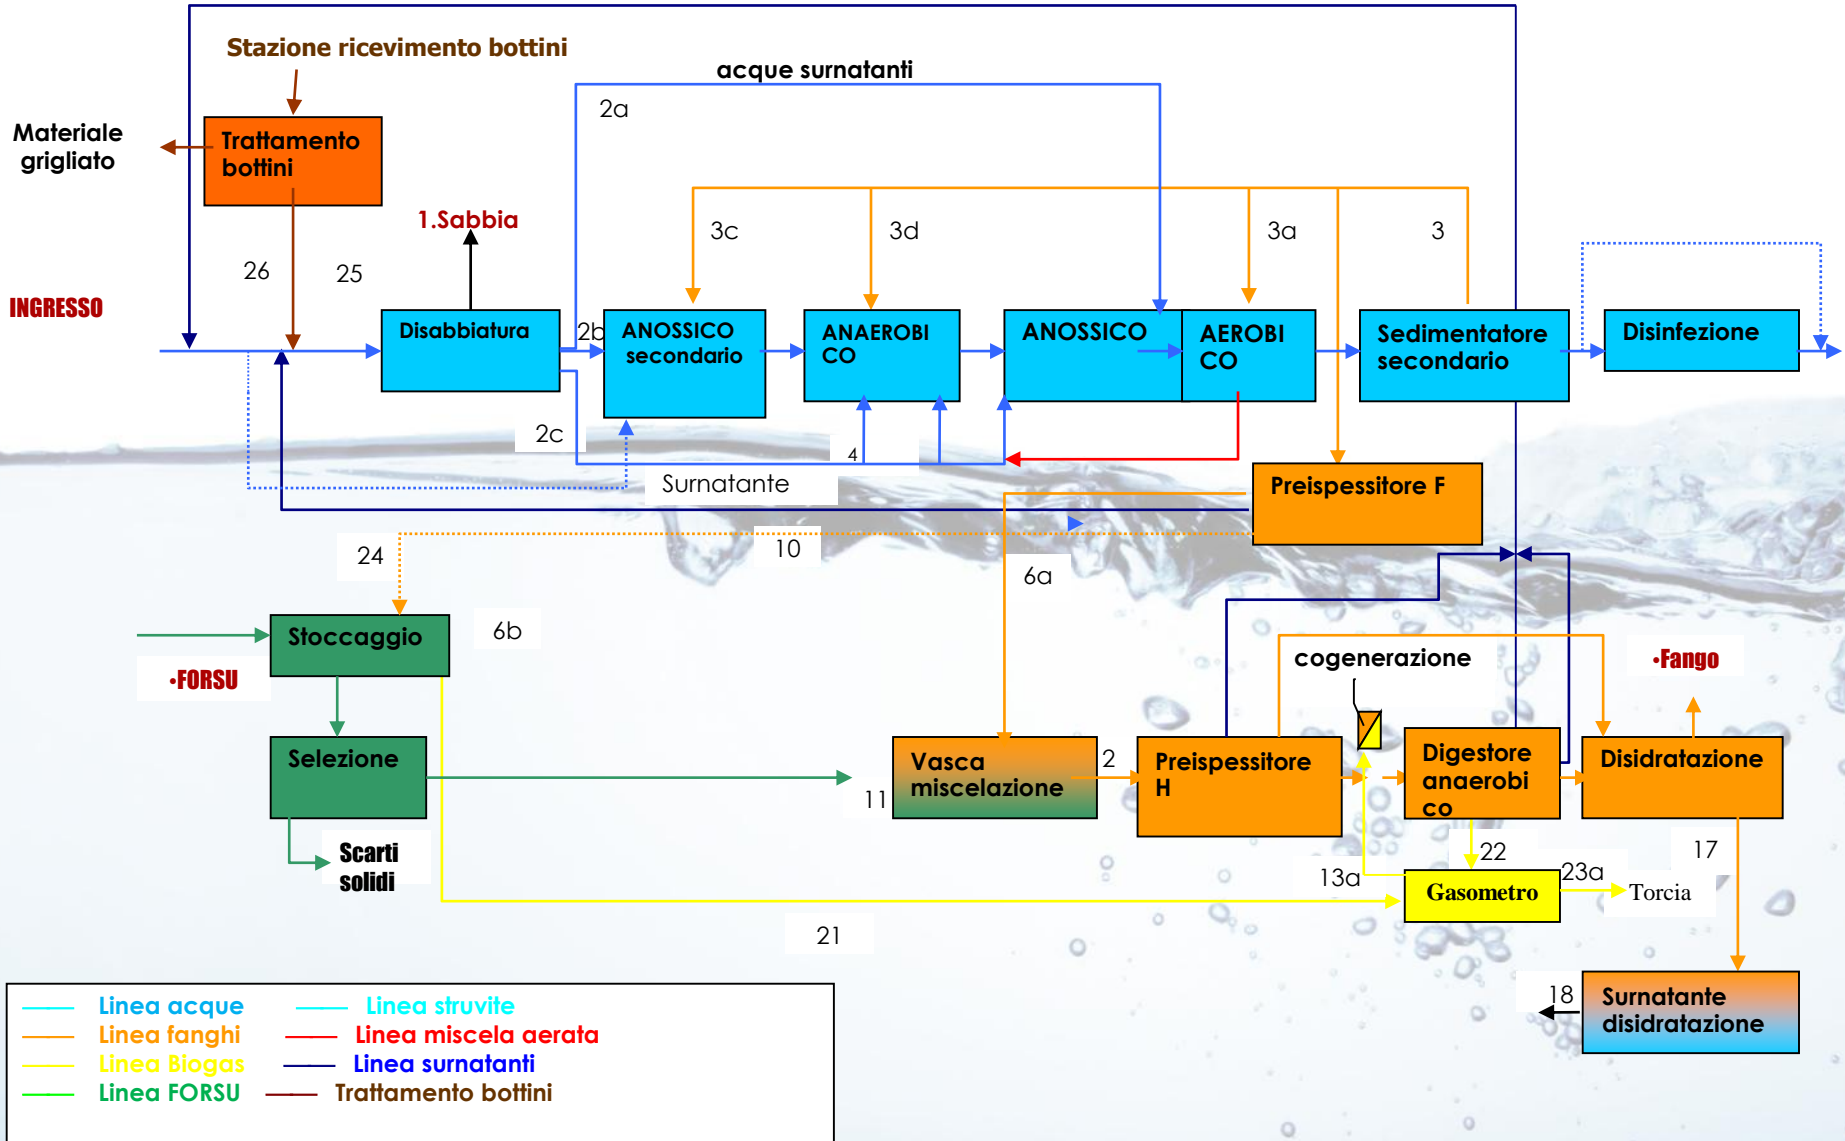 Stazione ricevimento bottini
acque surnatanti
2a
Materiale
grigliato
Trattamento
bottini
1.Sabbia
3c
3d
3a
3
26
25
INGRESSO
Disabbiatura
2b
ANOSSICO
secondario
ANAEROBI
CO
ANOSSICO
AEROBI
CO
Sedimentatore
secondario
Disinfezione
2c
4
Surnatante
Preispessitore F
24
10
6a
Stoccaggio
6b
•FORSU
cogenerazione
•Fango
Selezione
11
Vasca
miscelazione
2
Preispessitore
H
Digestore
anaerobi
co
Disidratazione
Scarti
solidi
13a
22
23a
17
Gasometro
Torcia
21
18
Surnatante
disidratazione
Linea acque
Linea struvite
Linea fanghi
Linea miscela aerata
Linea Biogas
Linea surnatanti
Linea FORSU
Trattamento bottini